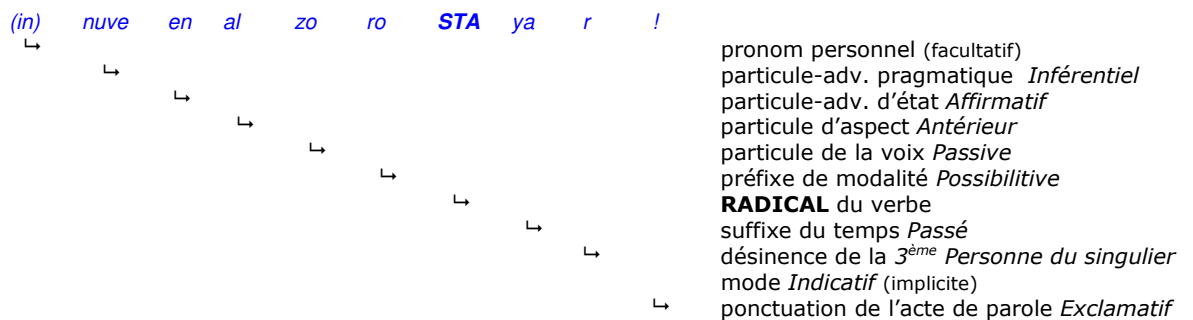 (in) nuve en al zo ro STA ya r !
↳ pronom personnel (facultatif)
↳ particule-adv. pragmatique Inférentiel
↳ particule-adv. d’état Affirmatif
↳ particule d’aspect Antérieur
↳ particule de la voix Passive
↳ préfixe de modalité Possibilitive
↳ RADICAL du verbe
↳ suffixe du temps Passé
↳ désinence de la 3ème Personne du singulier
mode Indicatif (implicite)
↳ ponctuation de l’acte de parole Exclamatif